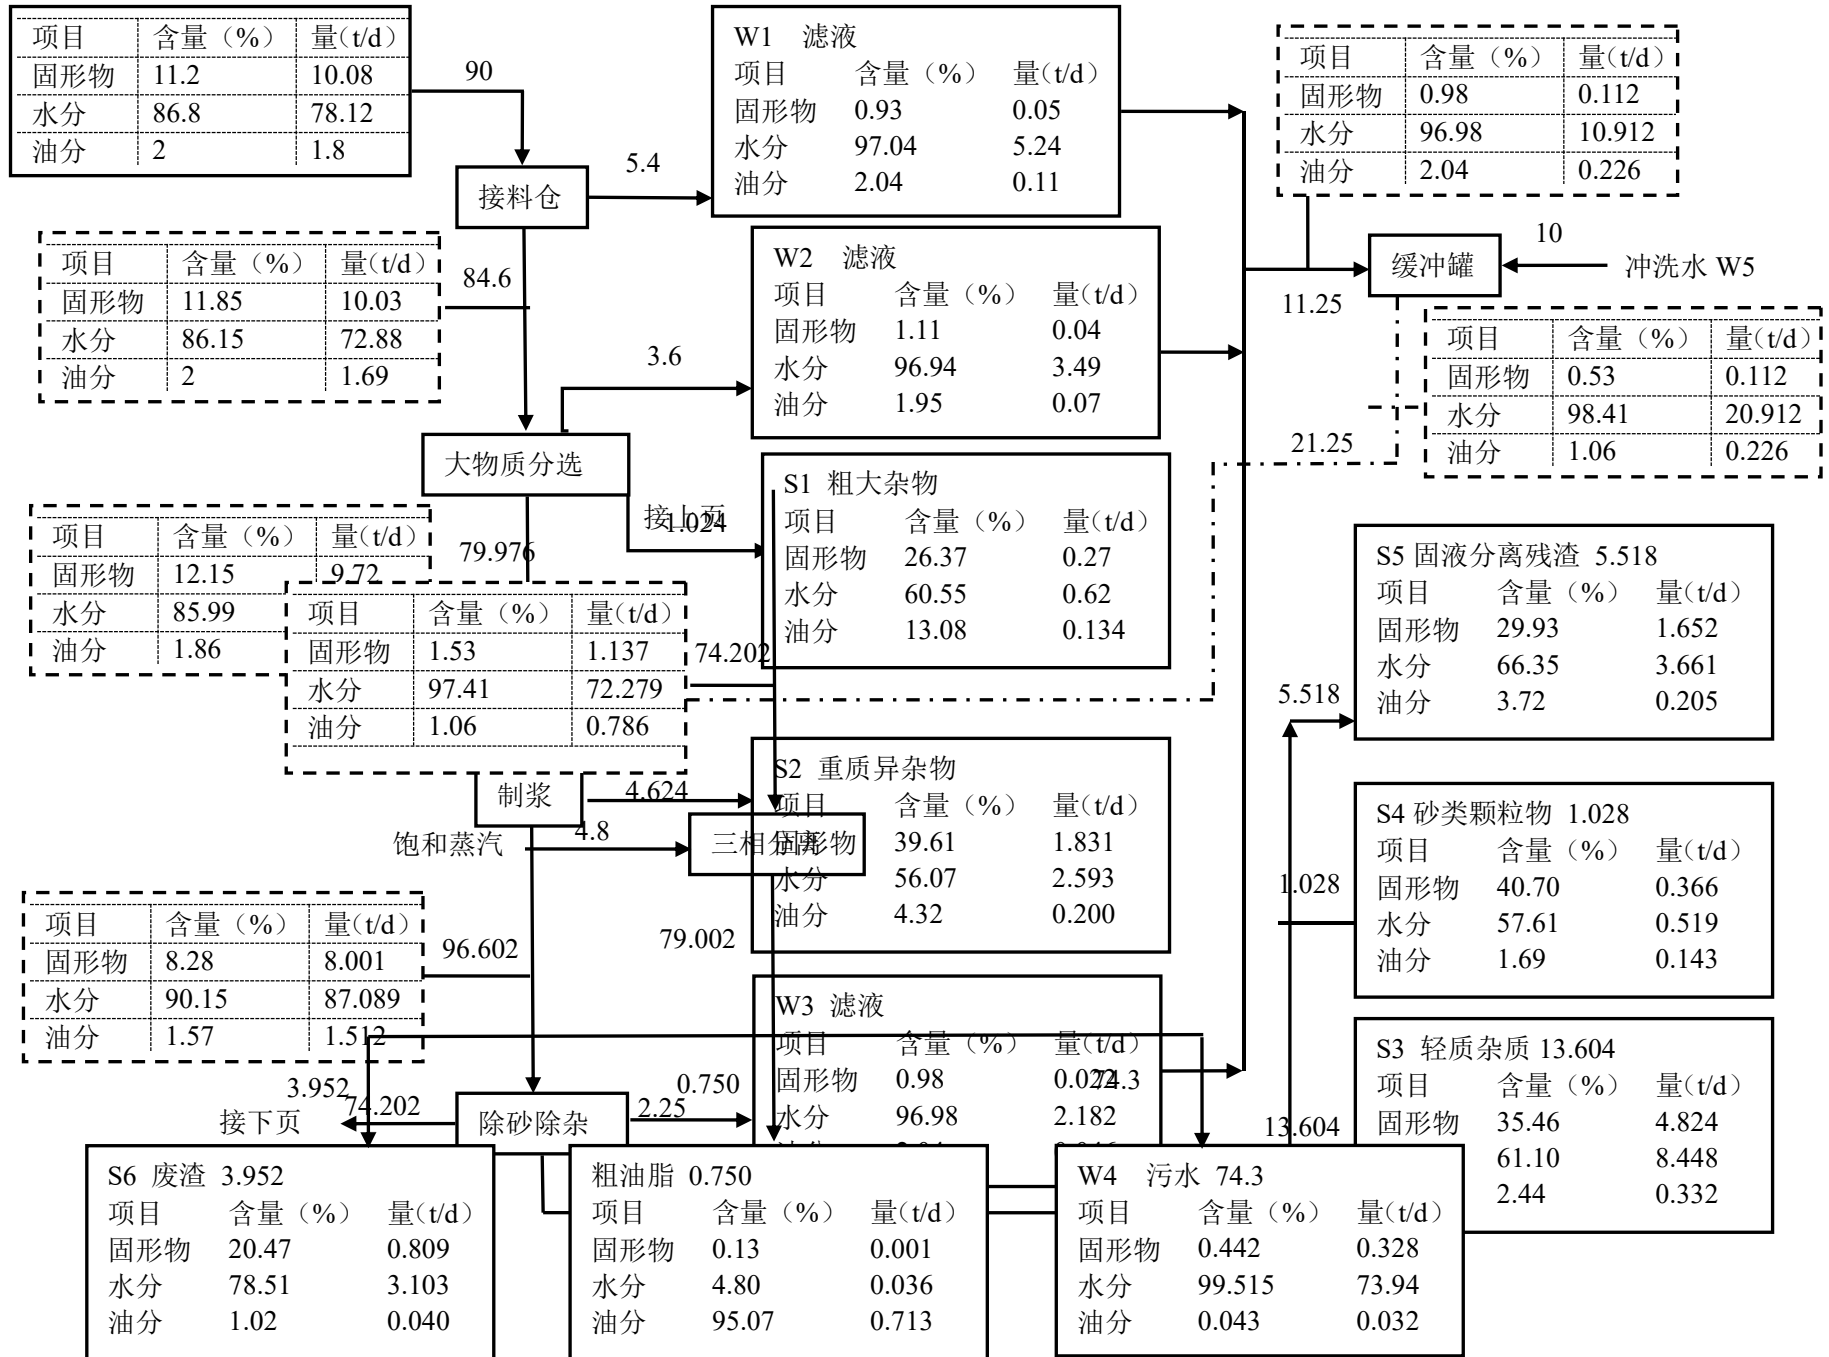 项目 含量（%） 量(t/d)
固形物 11.2 10.08
水分 86.8 78.12
油分 2 1.8
90
接料仓
5.4
W1 滤液
项目 含量（%） 量(t/d)
固形物 0.93 0.05
水分 97.04 5.24
油分 2.04 0.11
项目 含量（%） 量(t/d)
固形物 0.98 0.112
水分 96.98 10.912
油分 2.04 0.226
项目 含量（%） 量(t/d)
固形物 11.85 10.03
水分 86.15 72.88
油分 2 1.69
84.6
3.6
W2 滤液
项目 含量（%） 量(t/d)
固形物 1.11 0.04
水分 96.94 3.49
油分 1.95 0.07
11.25
缓冲罐
10
冲洗水 W5
项目 含量（%） 量(t/d)
固形物 0.53 0.112
水分 98.41 20.912
油分 1.06 0.226
21.25
大物质分选
接上页
1.024
S1 粗大杂物
项目 含量（%） 量(t/d)
固形物 26.37 0.27
水分 60.55 0.62
油分 13.08 0.134
项目 含量（%） 量(t/d)
固形物 12.15 9.72
水分 85.99
油分 1.86
79.976
项目 含量（%） 量(t/d)
固形物 1.53 1.137
水分 97.41 72.279
油分 1.06 0.786
74.202
S5 固液分离残渣 5.518
项目 含量（%） 量(t/d)
固形物 29.93 1.652
水分 66.35 3.661
油分 3.72 0.205
5.518
制浆
4.624
S2 重质异杂物
项目 含量（%） 量(t/d)
固形物 39.61 1.831
水分 56.07 2.593
油分 4.32 0.200
饱和蒸汽
4.8
三相分离
S4 砂类颗粒物 1.028
项目 含量（%） 量(t/d)
固形物 40.70 0.366
水分 57.61 0.519
油分 1.69 0.143
1.028
项目 含量（%） 量(t/d)
固形物 8.28 8.001
水分 90.15 87.089
油分 1.57 1.512
96.602
79.002
W3 滤液
项目 含量（%） 量(t/d)
固形物 0.98 0.022
水分 96.98 2.182
74.3
S3 轻质杂质 13.604
项目 含量（%） 量(t/d)
固形物 35.46 4.824
61.10 8.448
2.44 0.332
13.604
3.952
74.202
接下页
除砂除杂
0.750
2.25
S6 废渣 3.952
项目 含量（%） 量(t/d)
固形物 20.47 0.809
水分 78.51 3.103
油分 1.02 0.040
粗油脂 0.750
项目 含量（%） 量(t/d)
固形物 0.13 0.001
水分 4.80 0.036
油分 95.07 0.713
W4 污水 74.3
项目 含量（%） 量(t/d)
固形物 0.442 0.328
水分 99.515 73.94
油分 0.043 0.032